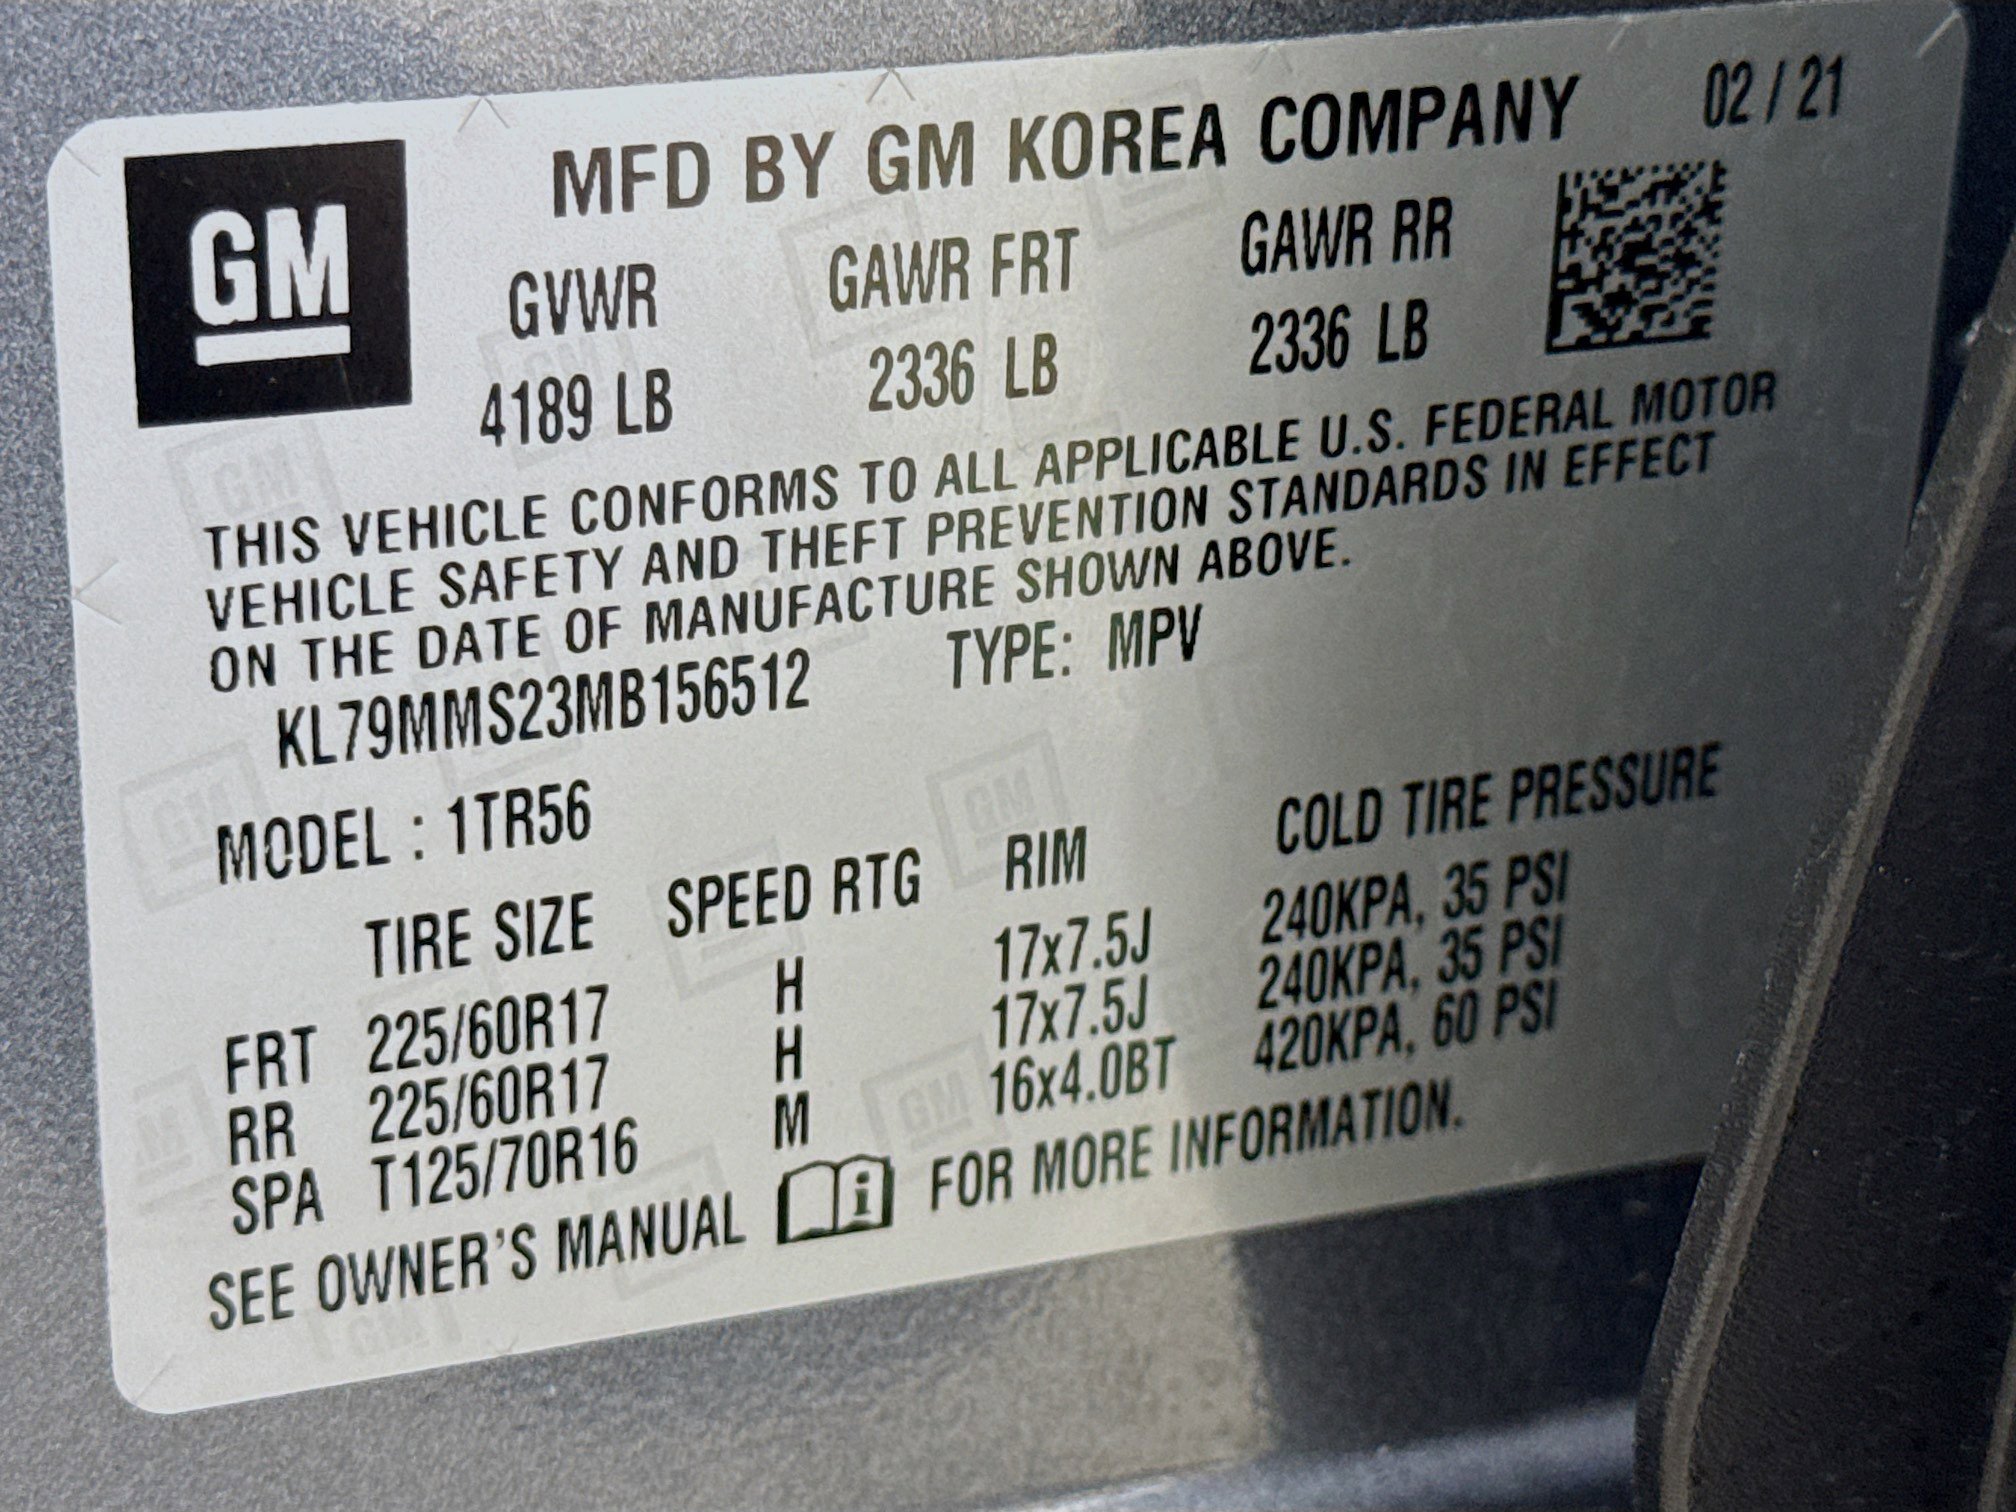 GM
MFD BY GM KOREA COMPANY 02 / 21
GVWR GAWR FRT GAWR RR
4189 LB 2336 LB 2336 LB
THIS VEHICLE CONFORMS TO ALL APPLICABLE U.S. FEDERAL MOTOR
VEHICLE SAFETY AND THEFT PREVENTION STANDARDS IN EFFECT
ON THE DATE OF MANUFACTURE SHOWN ABOVE.
KL79MMS23MB156512 TYPE: MPV
MODEL : 1TR56
TIRE SIZE SPEED RTG RIM COLD TIRE PRESSURE
FRT 225/60R17 H 17x7.5J 240KPA, 35 PSI
RR 225/60R17 H 17x7.5J 240KPA, 35 PSI
SPA T125/70R16 M 16x4.0BT 420KPA, 60 PSI
SEE OWNER'S MANUAL i FOR MORE INFORMATION.